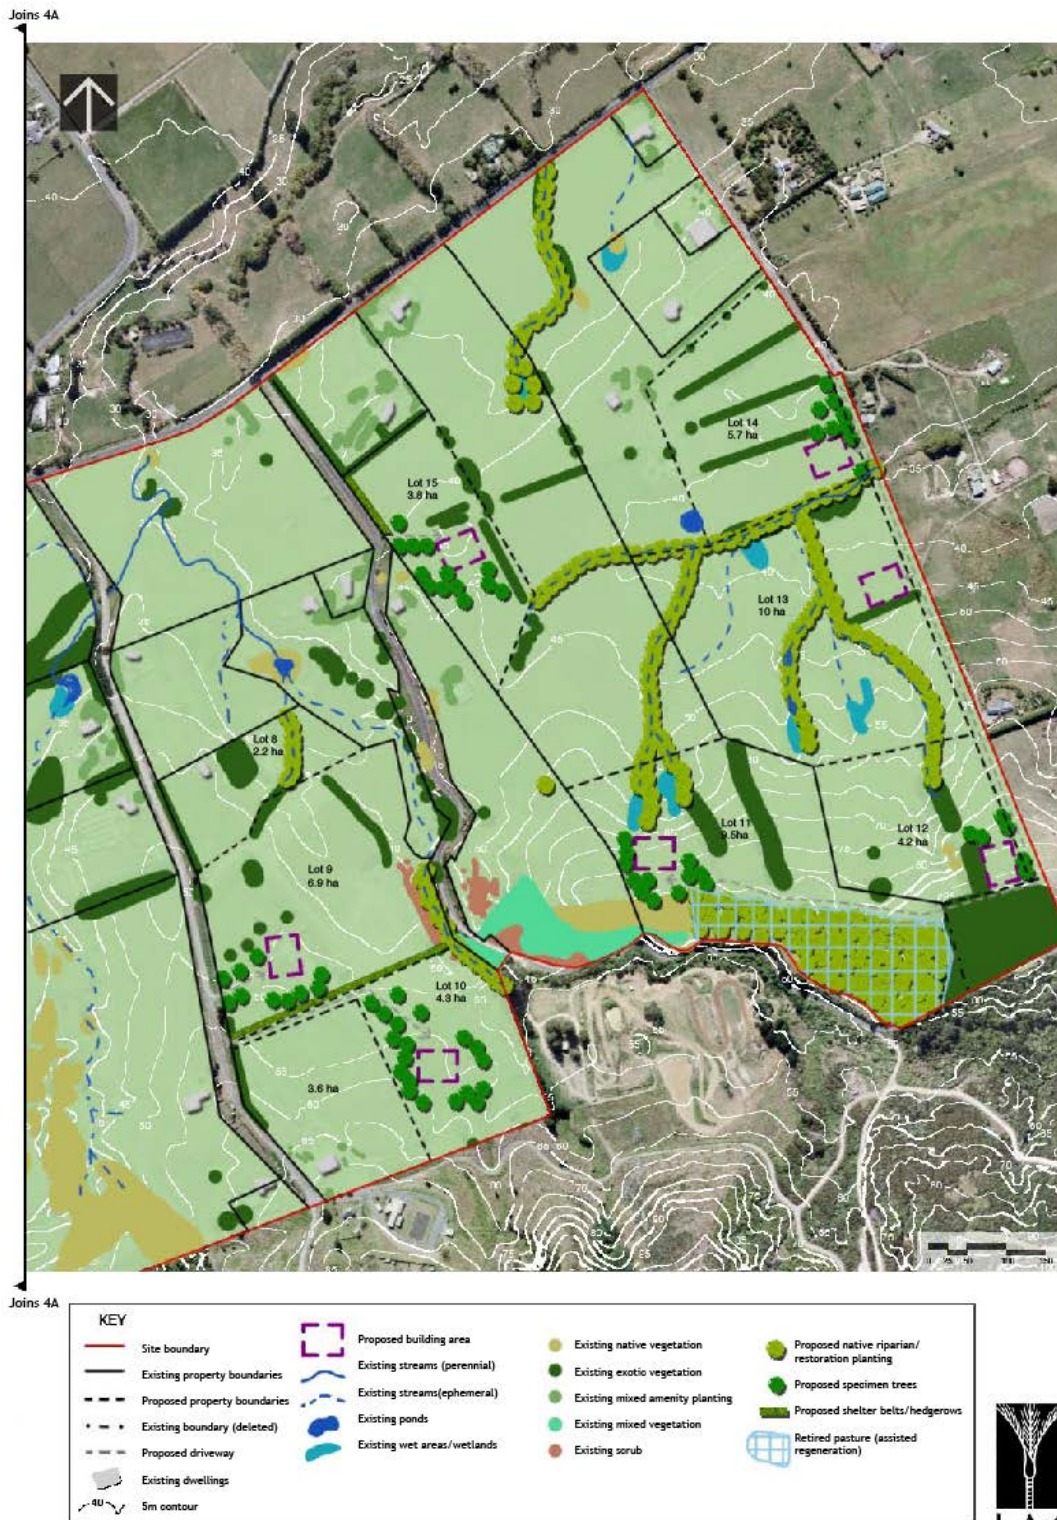 Joins 4A
Lot 14
5.7 ha
Lot 15
3.8 ha
Lot 13
10 ha
Lot 8
2.2 ha
Lot 11
9.5ha
Lot 12
4.2 ha
Lot 9
6.9 ha
Lot 10
4.3 ha
3.6 ha
Joins 4A
KEY
Site boundary
Existing property boundaries
Proposed property boundaries
Existing boundary (deleted)
Proposed driveway
Existing dwellings
40
5m contour
Proposed building area
Existing streams (perennial)
Existing streams(ephemeral)
Existing ponds
Existing wet areas/wetlands
Existing native vegetation
Existing exotic vegetation
Existing mixed amenity planting
Existing mixed vegetation
Existing scrub
Proposed native riparian/
restoration planting
Proposed specimen trees
Proposed shelter belts/hedgerows
Retired pasture (assisted
regeneration)